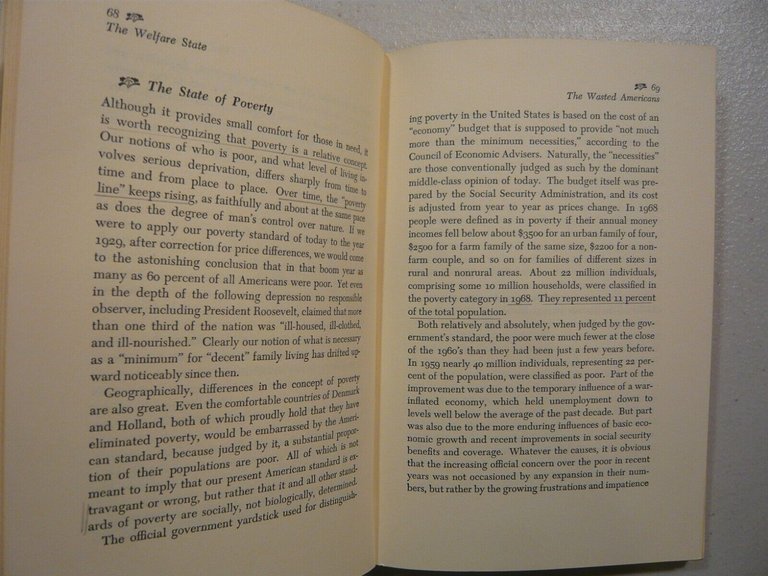 68
The Welfare State
The State of Poverty
Although it provides small comfort for those in need, it
is worth recognizing that poverty is a relative concept.
Our notions of who is poor, and what level of living in-
volves serious deprivation, differs sharply from time to
time and from place to place. Over time, the "poverty
line" keeps rising, as faithfully and about at the same pace
as does the degree of man's control over nature. If we
were to apply our poverty standard of today to the year
1929, after correction for price differences, we would come
to the astonishing conclusion that in that boom year as
many as 60 percent of all Americans were poor. Yet even
in the depth of the following depression no responsible
observer, including President Roosevelt, claimed that more
than one third of the nation was "ill-housed, ill-clothed,
and ill-nourished." Clearly our notion of what is necessary
as a "minimum" for "decent" family living has drifted up-
ward noticeably since then.
Geographically, differences in the concept of poverty
are also great. Even the comfortable countries of Denmark
and Holland, both of which proudly hold that they have
eliminated poverty, would be embarrassed by the Ameri-
can standard, because judged by it, a substantial propor-
tion of their populations are poor. All of which is not
meant to imply that our present American standard is ex-
travagant or wrong, but rather that it and all other stand-
ards of poverty are socially, not biologically, determined.
The official government yardstick used for distinguish-
69
The Wasted Americans
ing poverty in the United States is based on the cost of an
"economy" budget that is supposed to provide "not much
more than the minimum necessities," according to the
Council of Economic Advisers. Naturally, the "necessities"
are those conventionally judged as such by the dominant
middle-class opinion of today. The budget itself was pre-
pared by the Social Security Administration, and its cost
is adjusted from year to year as prices change. In 1968
people were defined as in poverty if their annual money
incomes fell below about $3500 for an urban family of four,
$2500 for a farm family of the same size, $2200 for a non-
farm couple, and so on for families of different sizes in
rural and nonrural areas. About 22 million individuals,
comprising some 10 million households, were classified in
the poverty category in 1968. They represented 11 percent
of the total population.
Both relatively and absolutely, when judged by the gov-
ernment's standard, the poor were much fewer at the close
of the 1960's than they had been just a few years before.
In 1959 nearly 40 million individuals, representing 22 per-
cent of the population, were classified as poor. Part of the
improvement was due to the temporary influence of a war-
inflated economy, which held unemployment down to
levels well below the average of the past decade. But part
was also due to the more enduring influences of basic eco-
nomic growth and recent improvements in social security
benefits and coverage. Whatever the causes, it is obvious
that the increasing official concern over the poor in recent
years was not occasioned by any expansion in their num-
bers, but rather by the growing frustrations and impatience